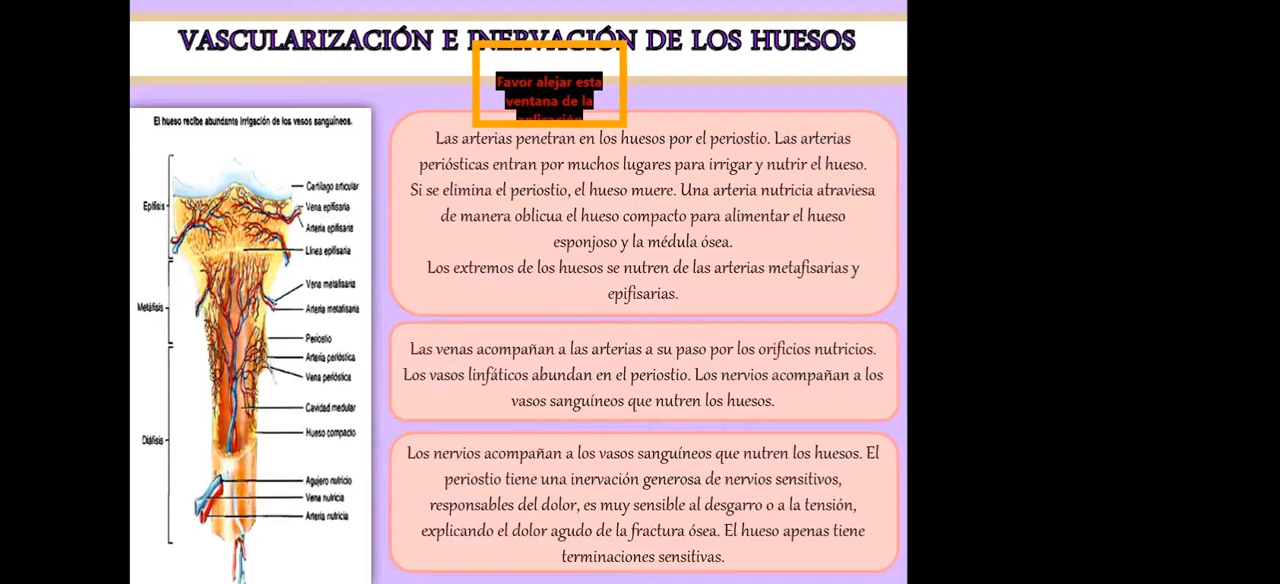 VASCULARIZACIÓN E INERVACIÓN DE LOS HUESOS
Favor alejar esta
ventana de la
aplicación
El hueso recibe abundante irrigación de los vasos sanguíneos.
Cartílago articular
Epífisis
Vena epifisaria
Arteria epifisaria
Línea epifisaria
Vena metafisaria
Metáfisis
Arteria metafisaria
Periostio
Arteria perióstica
Vena perióstica
Cavidad medular
Hueso compacto
Diáfisis
Agujero nutricio
Vena nutricia
Arteria nutricia
Las arterias penetran en los huesos por el periostio. Las arterias
periósticas entran por muchos lugares para irrigar y nutrir el hueso.
Si se elimina el periostio, el hueso muere. Una arteria nutricia atraviesa
de manera oblicua el hueso compacto para alimentar el hueso
esponjoso y la médula ósea.
Los extremos de los huesos se nutren de las arterias metafisarias y
epifisarias.
Las venas acompañan a las arterias a su paso por los orificios nutricios.
Los vasos linfáticos abundan en el periostio. Los nervios acompañan a los
vasos sanguíneos que nutren los huesos.
Los nervios acompañan a los vasos sanguíneos que nutren los huesos. El
periostio tiene una inervación generosa de nervios sensitivos,
responsables del dolor, es muy sensible al desgarro o a la tensión,
explicando el dolor agudo de la fractura ósea. El hueso apenas tiene
terminaciones sensitivas.